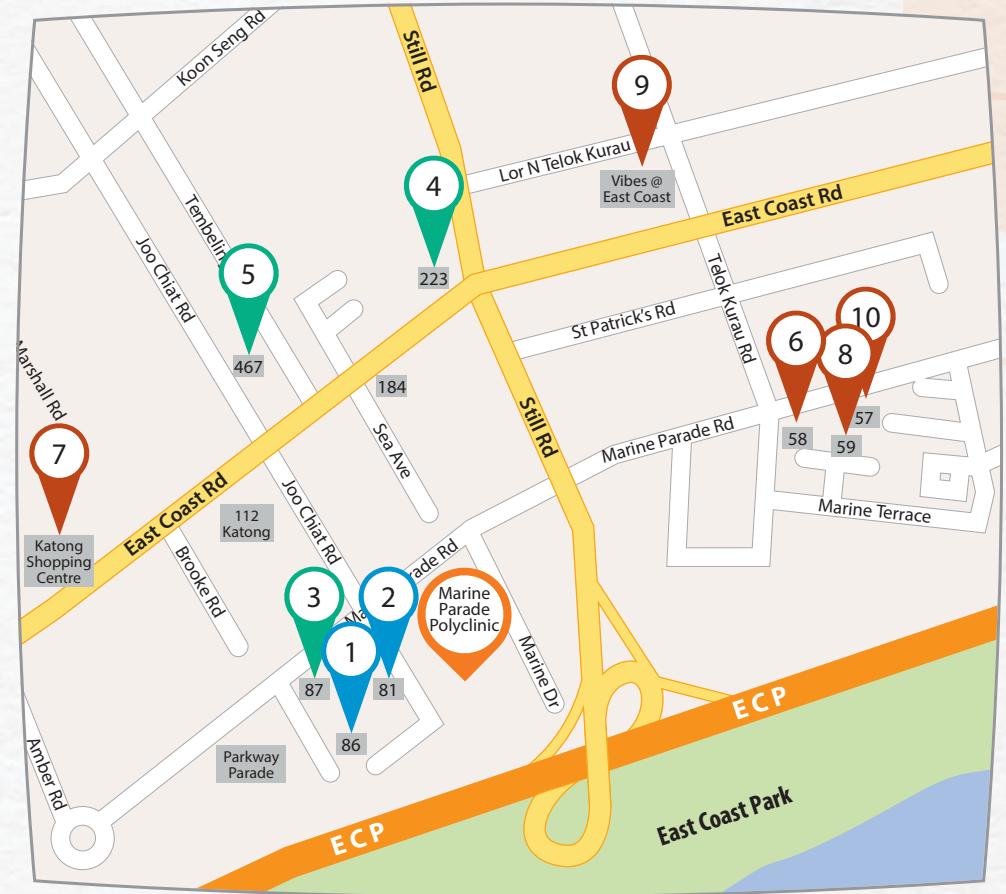 Koon Seng Rd
Still Rd
9
Lor N Telok Kurau
Vibes @
East Coast
4
223
East Coast Rd
Joo Chiat Rd
5
467
Telok Kurau Rd
St Patrick's Rd
10
6
8
57
58
59
184
Sea Ave
Still Rd
Marine Parade Rd
Marshall Rd
7
Katong
Shopping
Centre
East Coast Rd
112
Katong
Joo Chiat Rd
Brooke Rd
Marine Terrace
3
2
1
87
81
86
Marine
Parade
Polyclinic
Marine Dr
Parkway
Parade
Amber Rd
ECP
ECP
East Coast Park